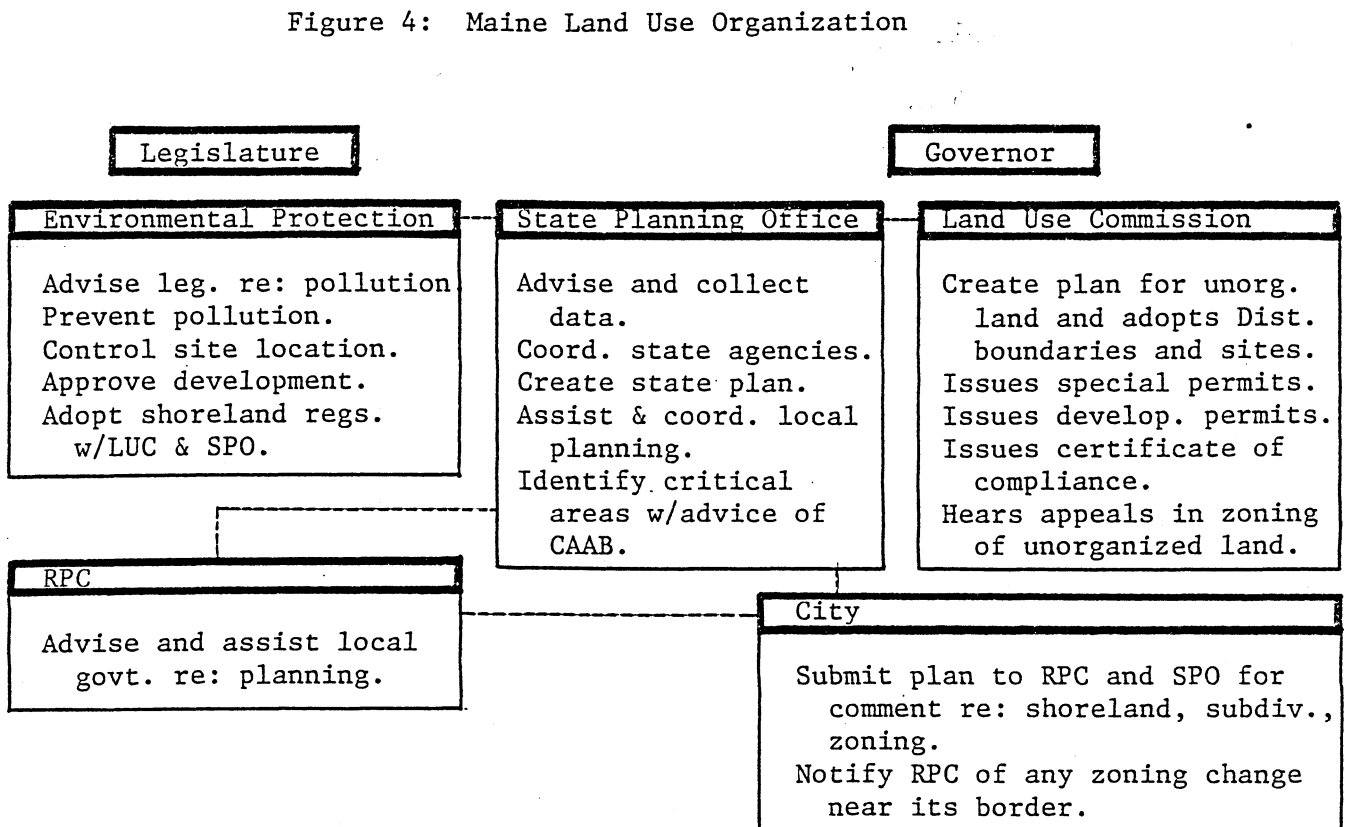 Figure 4: Maine Land Use Organization
Legislature
Governor
Environmental Protection
Advise leg. re: pollution
Prevent pollution.
Control site location.
Approve development.
Adopt shoreland regs.
w/LUC & SPO.
State Planning Office
Advise and collect
data.
Coord. state agencies.
Create state plan.
Assist & coord. local
planning.
Identify critical
areas w/advice of
CAAB.
Land Use Commission
Create plan for unorg.
land and adopts Dist.
boundaries and sites.
Issues special permits.
Issues develop. permits.
Issues certificate of
compliance.
Hears appeals in zoning
of unorganized land.
RPC
Advise and assist local
govt. re: planning.
City
Submit plan to RPC and SPO for
comment re: shoreland, subdiv.,
zoning.
Notify RPC of any zoning change
near its border.